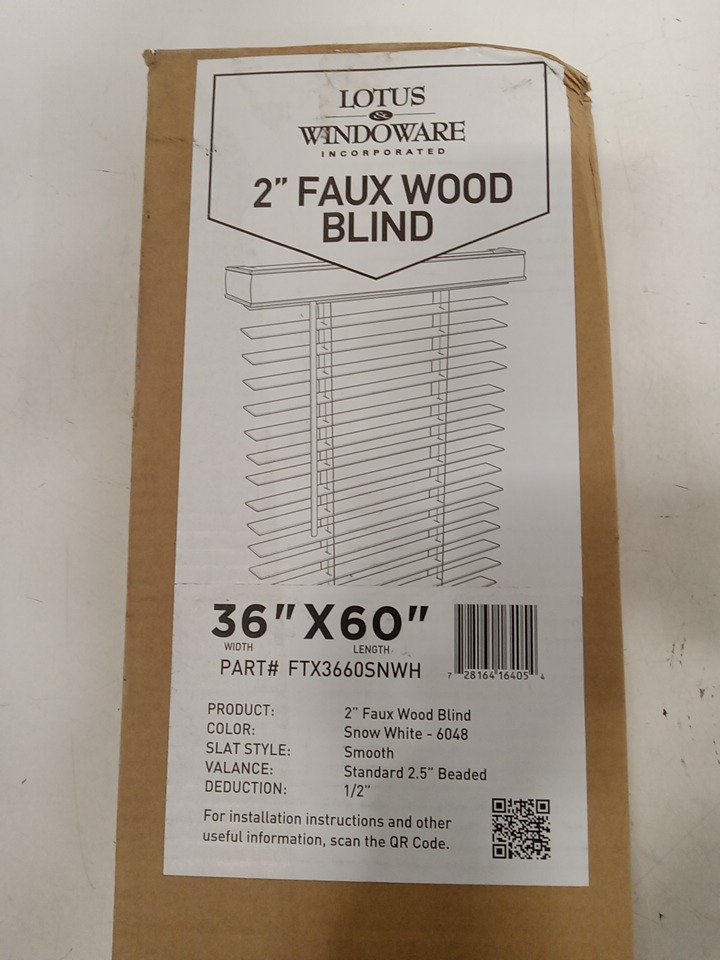 LOTUS
&
WINDOWARE
INCORPORATED
2" FAUX WOOD
BLIND
36" X 60"
WIDTH LENGTH
PART# FTX3660SNWH
7 28164 16405 4
PRODUCT: 2" Faux Wood Blind
COLOR: Snow White - 6048
SLAT STYLE: Smooth
VALANCE: Standard 2.5" Beaded
DEDUCTION: 1/2"
For installation instructions and other
useful information, scan the QR Code.